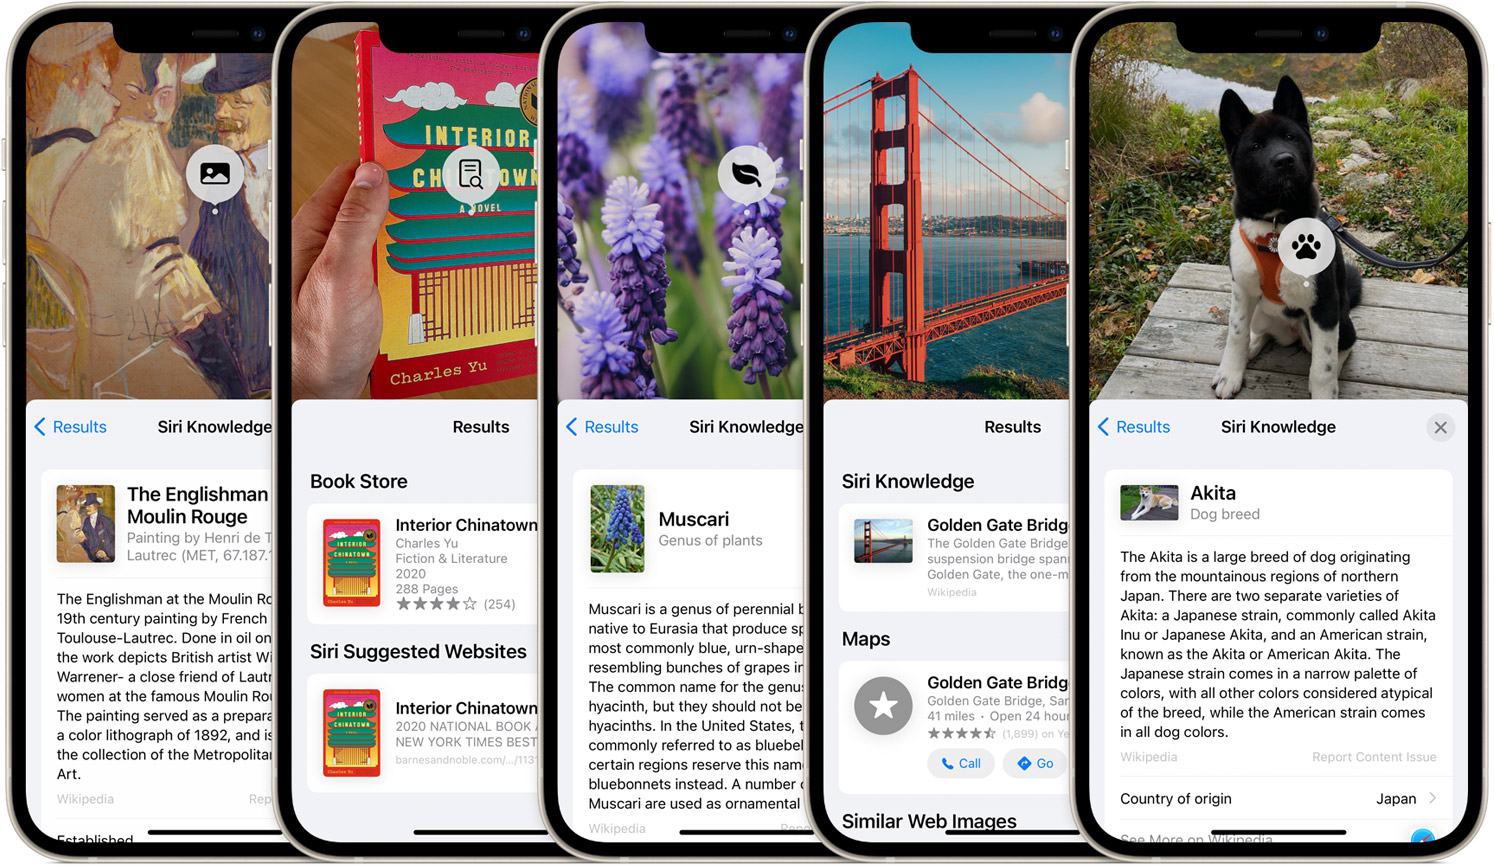 Results
Siri Knowledge
The Englishman
Moulin Rouge
Painting by Henri de T
Lautrec (MET, 67.187.
The Englishman at the Moulin Ro
19th century painting by French
Toulouse-Lautrec. Done in oil on
the work depicts British artist Wi
Warrener- a close friend of Laut
women at the famous Moulin Rou
The painting served as a prepara
a color lithograph of 1892, and is
the collection of the Metropolita
Art.
Wikipedia
Rep
Established
INTERIOR
CHINATOWN
A NOVEL
Charles Yu
Results
Book Store
INTERIOR
CHINATOWN
Charles Yu
Interior Chinatown
Charles Yu
Fiction & Literature
2020
288 Pages
(254)
Siri Suggested Websites
INTERIOR
CHINATOWN
Charles Yu
Interior Chinatown
2020 NATIONAL BOOK
NEW YORK TIMES BEST
barnesandnoble.com/.../113
Results
Siri Knowledge
Muscari
Genus of plants
Muscari is a genus of perennial b
native to Eurasia that produce sp
most commonly blue, urn-shape
resembling bunches of grapes in
The common name for the genu
hyacinth, but they should not be
hyacinths. In the United States, t
commonly referred to as bluebel
certain regions reserve this name
bluebonnets instead. A number o
Muscari are used as ornamental
Wikipedia
Repo
Results
Siri Knowledge
Golden Gate Bridg
The Golden Gate Bridge
suspension bridge span
Golden Gate, the one-m
Wikipedia
Maps
Golden Gate Bridg
Golden Gate Bridge, San
41 miles · Open 24 hour
(1,899) on Ye
Call
Go
Similar Web Images
Results
Siri Knowledge
Akita
Dog breed
The Akita is a large breed of dog originating
from the mountainous regions of northern
Japan. There are two separate varieties of
Akita: a Japanese strain, commonly called Akita
Inu or Japanese Akita, and an American strain,
known as the Akita or American Akita. The
Japanese strain comes in a narrow palette of
colors, with all other colors considered atypical
of the breed, while the American strain comes
in all dog colors.
Wikipedia
Report Content Issue
Country of origin
Japan
See More on Wikipedia